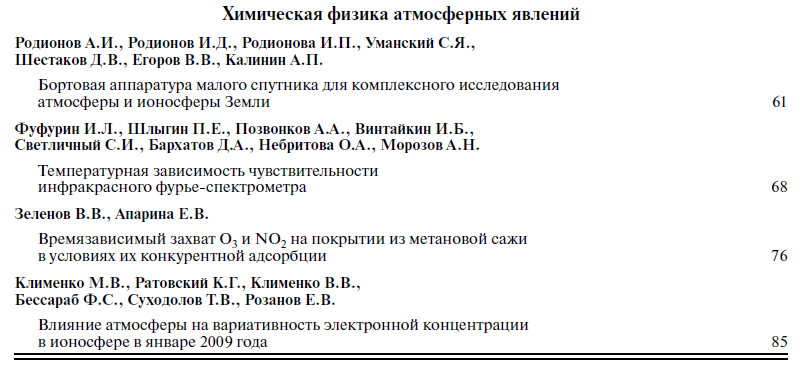 Химическая физика атмосферных явлений
Родионов А.И., Родионов И.Д., Родионова И.П., Уманский С.Я.,
Шестаков Д.В., Егоров В.В., Калинин А.П.
Бортовая аппаратура малого спутника для комплексного исследования
атмосферы и ионосферы Земли 61
Фуфурин И.Л., Шлыгин П.Е., Позвонков А.А., Винтайкин И.Б.,
Светличный С.И., Бархатов Д.А., Небритова О.А., Морозов А.Н.
Температурная зависимость чувствительности
инфракрасного фурье-спектрометра 68
Зеленов В.В., Апарина Е.В.
Времязависимый захват O₃ и NO₂ на покрытии из метановой сажи
в условиях их конкурентной адсорбции 76
Клименко М.В., Ратовский К.Г., Клименко В.В.,
Бессараб Ф.С., Суходолов Т.В., Розанов Е.В.
Влияние атмосферы на вариативность электронной концентрации
в ионосфере в январе 2009 года 85